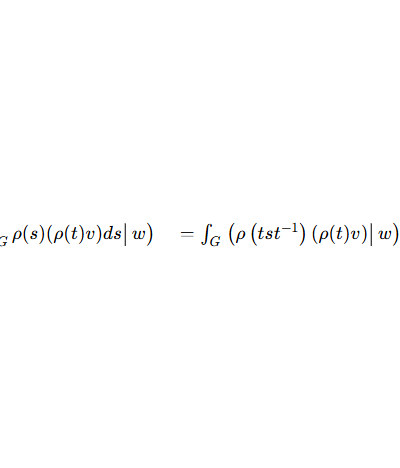 G ρ(s)(ρ(t)v)ds| w) = ∫_G (ρ (tst⁻¹) (ρ(t)v)| w)